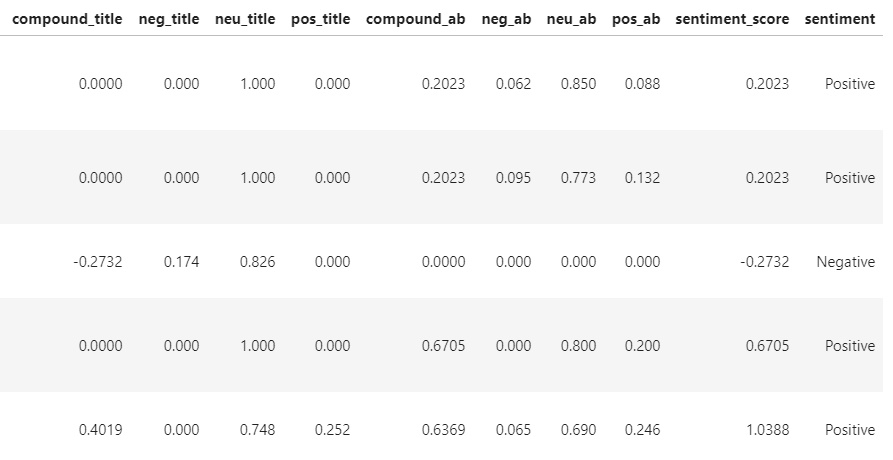 compound_title neg_title neu_title pos_title compound_ab neg_ab neu_ab pos_ab sentiment_score sentiment
0.0000 0.000 1.000 0.000 0.2023 0.062 0.850 0.088 0.2023 Positive
0.0000 0.000 1.000 0.000 0.2023 0.095 0.773 0.132 0.2023 Positive
-0.2732 0.174 0.826 0.000 0.0000 0.000 0.000 0.000 -0.2732 Negative
0.0000 0.000 1.000 0.000 0.6705 0.000 0.800 0.200 0.6705 Positive
0.4019 0.000 0.748 0.252 0.6369 0.065 0.690 0.246 1.0388 Positive